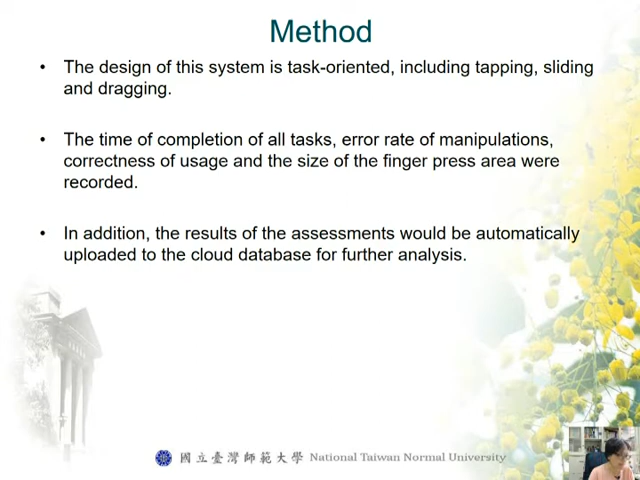 Method
• The design of this system is task-oriented, including tapping, sliding
and dragging.
• The time of completion of all tasks, error rate of manipulations,
correctness of usage and the size of the finger press area were
recorded.
• In addition, the results of the assessments would be automatically
uploaded to the cloud database for further analysis.
國立臺灣師範大學 National Taiwan Normal University